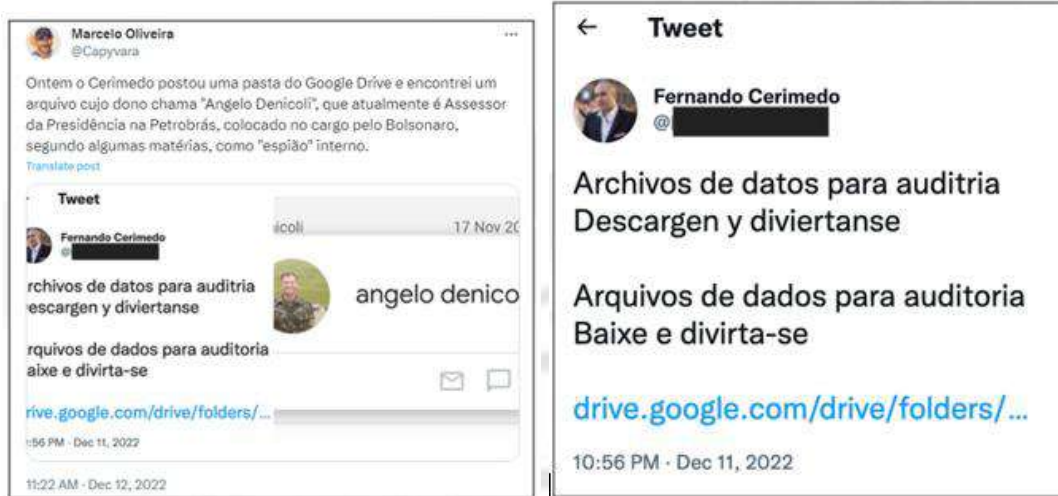 Marcelo Oliveira
@Capyvara
Ontem o Cerimedo postou uma pasta do Google Drive e encontrei um
arquivo cujo dono chama "Angelo Denicoli", que atualmente é Assessor
da Presidência na Petrobrás, colocado no cargo pelo Bolsonaro,
segundo algumas matérias, como "espião" interno.
Translate post
Tweet
Fernando Cerimedo
@
rchivos de datos para auditria
escargen y diviertanse
rquivos de dados para auditoria
aixe e divirta-se
rive.google.com/drive/folders/...
:56 PM · Dec 11, 2022
icoli 17 Nov 20
angelo denico
11:22 AM · Dec 12, 2022
← Tweet
Fernando Cerimedo
@
Archivos de datos para auditria
Descargen y diviertanse
Arquivos de dados para auditoria
Baixe e divirta-se
drive.google.com/drive/folders/...
10:56 PM · Dec 11, 2022